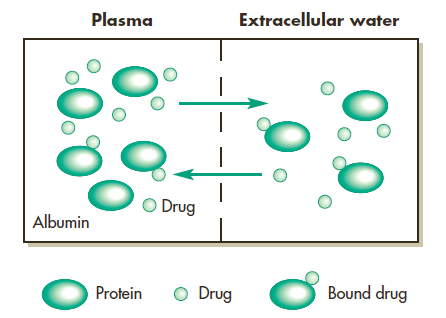 Plasma
Extracellular water
Drug
Albumin
Protein
Drug
Bound drug